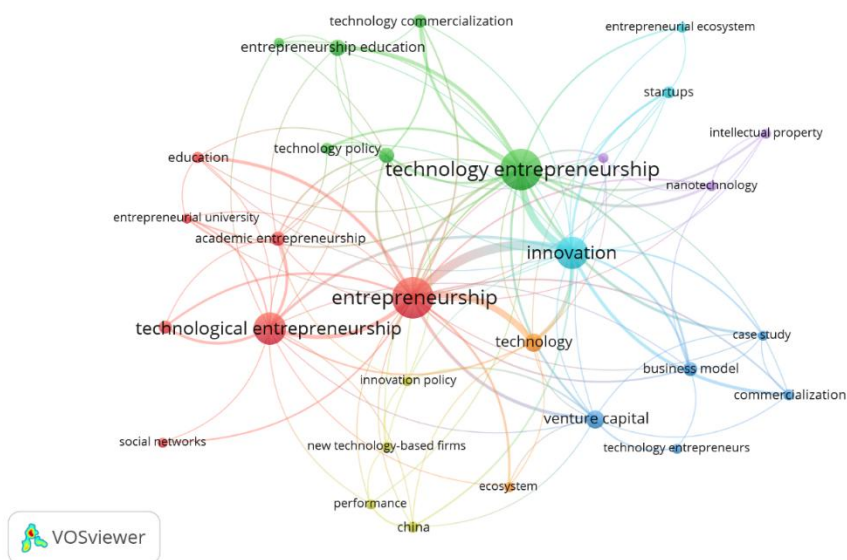 technology commercialization
entrepreneurial ecosystem
entrepreneurship education
startups
intellectual property
technology policy
education
technology entrepreneurship
nanotechnology
entrepreneurial university
academic entrepreneurship
innovation
entrepreneurship
technological entrepreneurship
technology
case study
business model
innovation policy
commercialization
venture capital
social networks
new technology-based firms
technology entrepreneurs
ecosystem
performance
china
VOSviewer